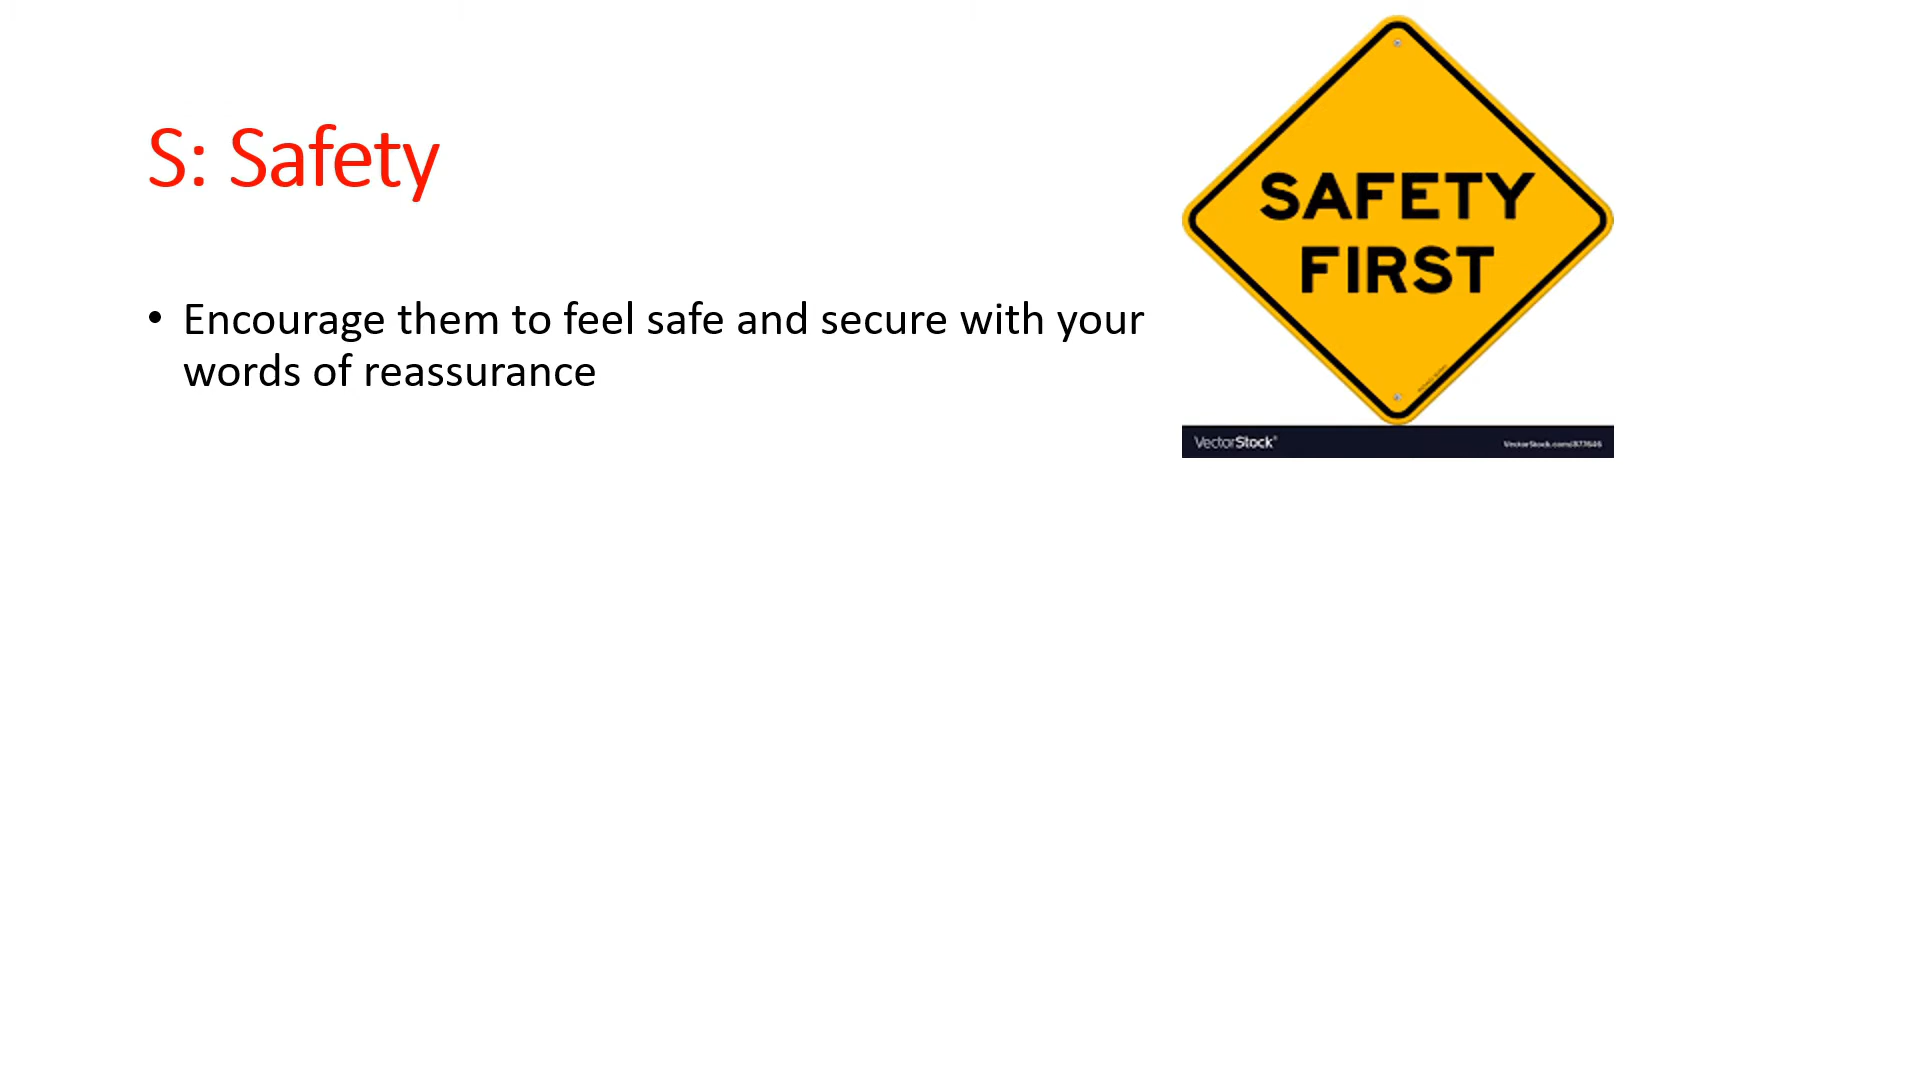 S: Safety
SAFETY
FIRST
• Encourage them to feel safe and secure with your
words of reassurance
VectorStock®